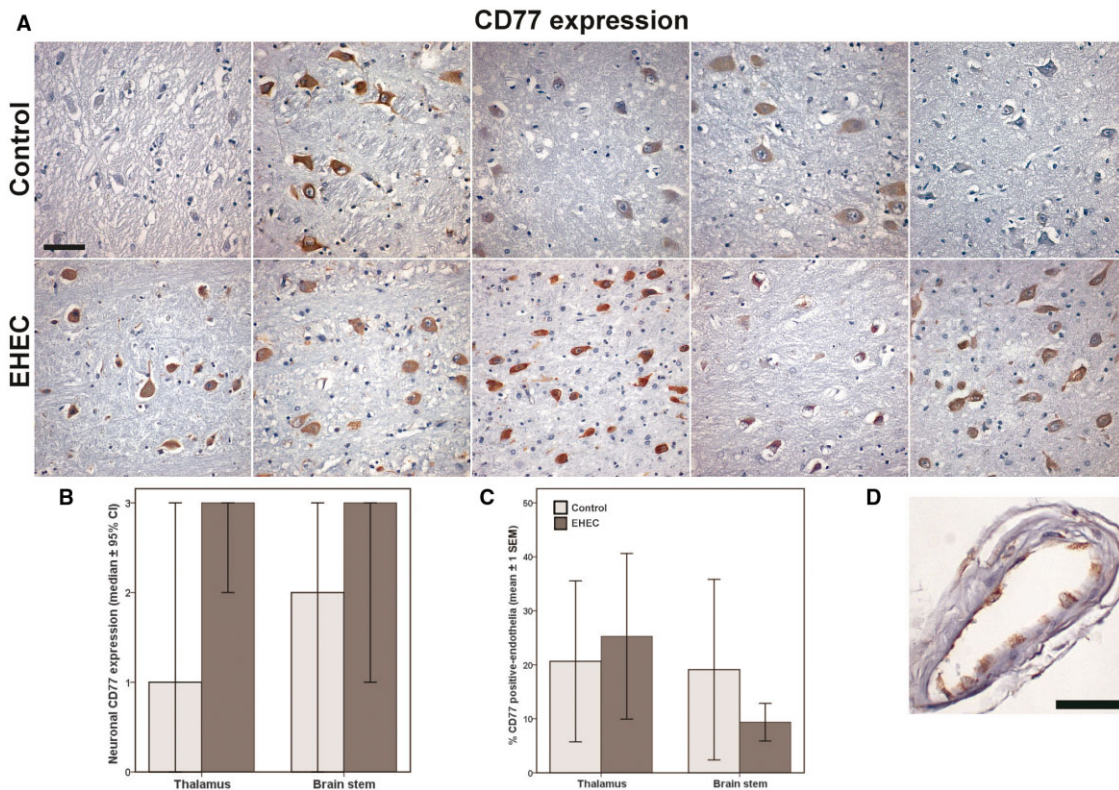 CD77 expression
A
Control
EHEC
B
Neuronal CD77 expression (median ± 95% CI)
3
2
1
0
Thalamus
Brain stem
C
% CD77 positive-endothelia (mean ± 1 SEM)
50
40
30
20
10
0
Control
EHEC
Thalamus
Brain stem
D